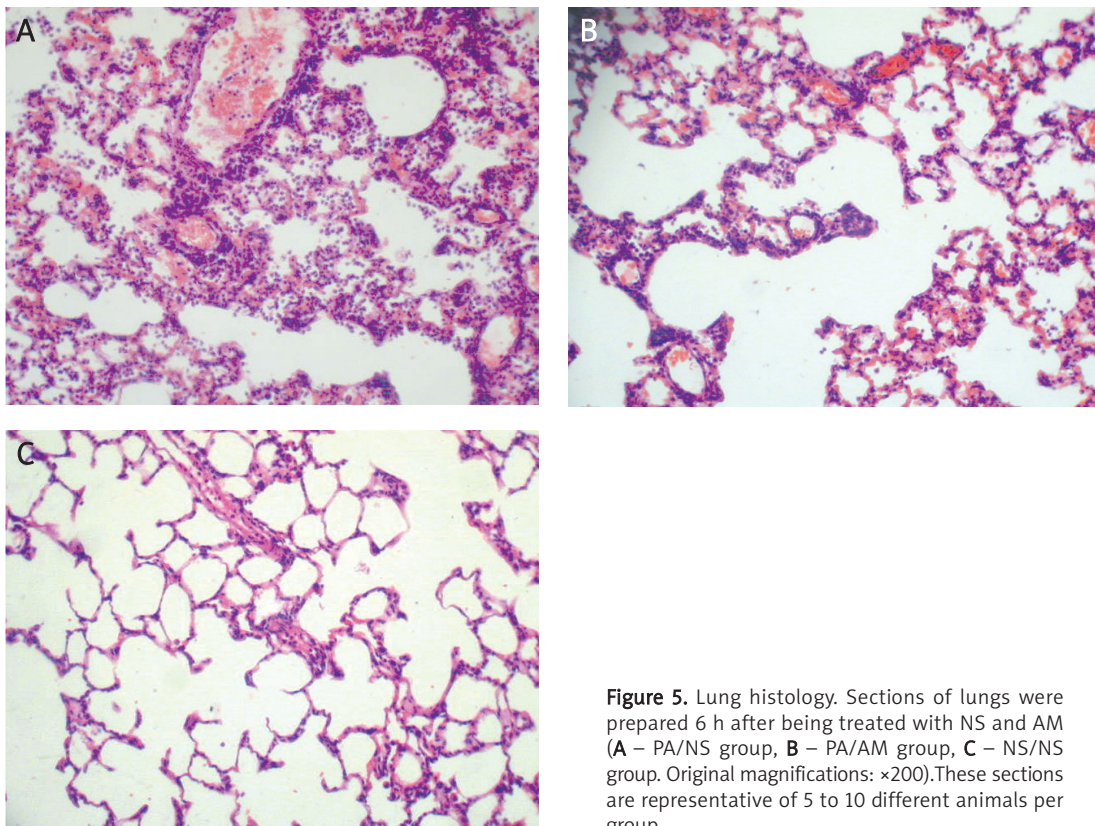 A
B
C
Figure 5. Lung histology. Sections of lungs were
prepared 6 h after being treated with NS and AM
(A – PA/NS group, B – PA/AM group, C – NS/NS
group. Original magnifications: ×200).These sections
are representative of 5 to 10 different animals per
group